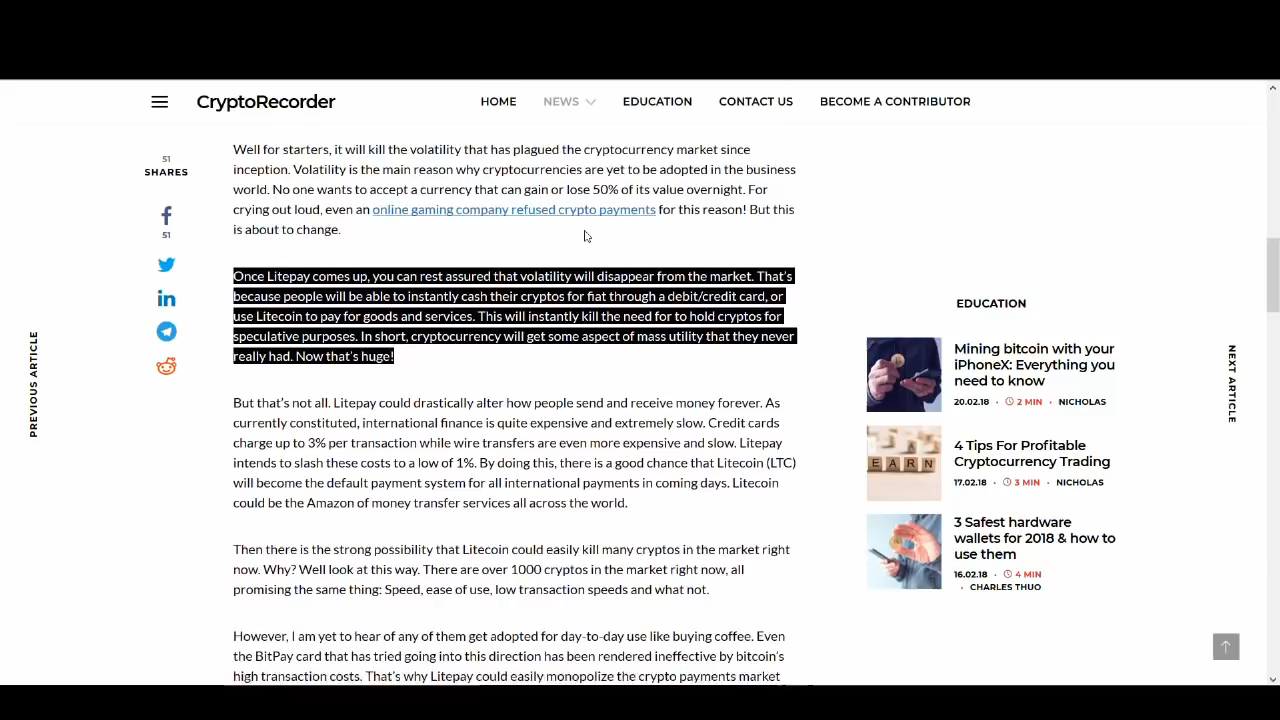 CryptoRecorder
HOME
NEWS
EDUCATION
CONTACT US
BECOME A CONTRIBUTOR
51
SHARES
51
PREVIOUS ARTICLE
Well for starters, it will kill the volatility that has plagued the cryptocurrency market since
inception. Volatility is the main reason why cryptocurrencies are yet to be adopted in the business
world. No one wants to accept a currency that can gain or lose 50% of its value overnight. For
crying out loud, even an online gaming company refused crypto payments for this reason! But this
is about to change.
Once Litepay comes up, you can rest assured that volatility will disappear from the market. That's
because people will be able to instantly cash their cryptos for fiat through a debit/credit card, or
use Litecoin to pay for goods and services. This will instantly kill the need for to hold cryptos for
speculative purposes. In short, cryptocurrency will get some aspect of mass utility that they never
really had. Now that's huge!
But that's not all. Litepay could drastically alter how people send and receive money forever. As
currently constituted, international finance is quite expensive and extremely slow. Credit cards
charge up to 3% per transaction while wire transfers are even more expensive and slow. Litepay
intends to slash these costs to a low of 1%. By doing this, there is a good chance that Litecoin (LTC)
will become the default payment system for all international payments in coming days. Litecoin
could be the Amazon of money transfer services all across the world.
Then there is the strong possibility that Litecoin could easily kill many cryptos in the market right
now. Why? Well look at this way. There are over 1000 cryptos in the market right now, all
promising the same thing: Speed, ease of use, low transaction speeds and what not.
However, I am yet to hear of any of them get adopted for day-to-day use like buying coffee. Even
the BitPay card that has tried going into this direction has been rendered ineffective by bitcoin's
high transaction costs. That's why Litepay could easily monopolize the crypto payments market
EDUCATION
Mining bitcoin with your
iPhoneX: Everything you
need to know
20.02.18 • 2 MIN • NICHOLAS
EARN
4 Tips For Profitable
Cryptocurrency Trading
17.02.18 • 3 MIN • NICHOLAS
3 Safest hardware
wallets for 2018 & how to
use them
16.02.18 • 4 MIN
• CHARLES THUO
NEXT ARTICLE